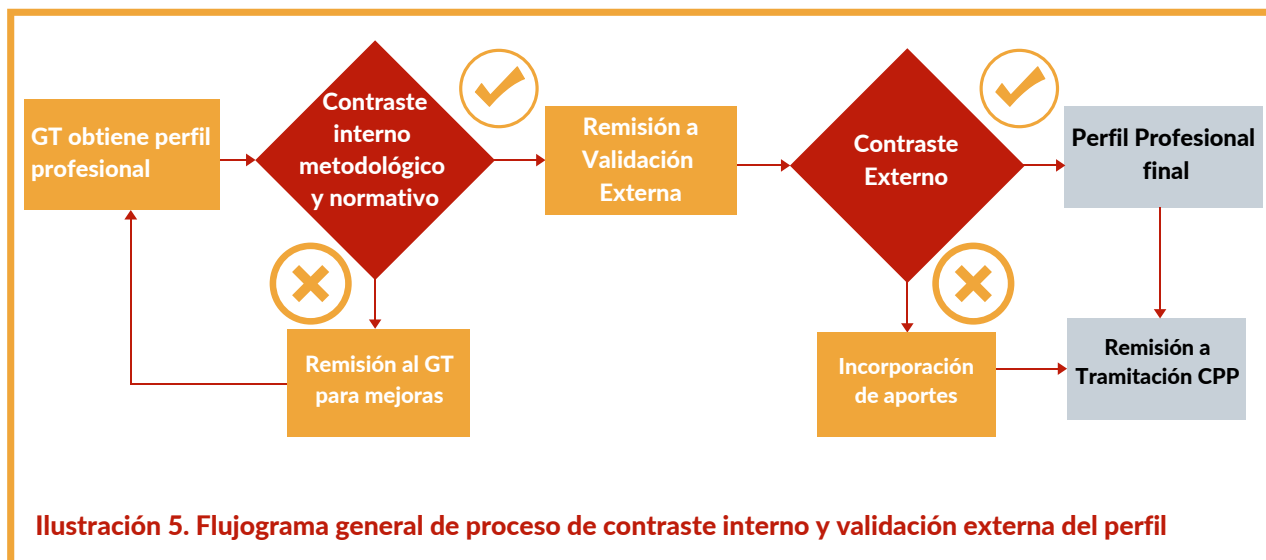 GT obtiene perfil
profesional
Contraste
interno
metodológico
y normativo
Remisión a
Validación
Externa
Contraste
Externo
Perfil Profesional
final
Remisión al GT
para mejoras
Incorporación
de aportes
Remisión a
Tramitación CPP
Ilustración 5. Flujograma general de proceso de contraste interno y validación externa del perfil